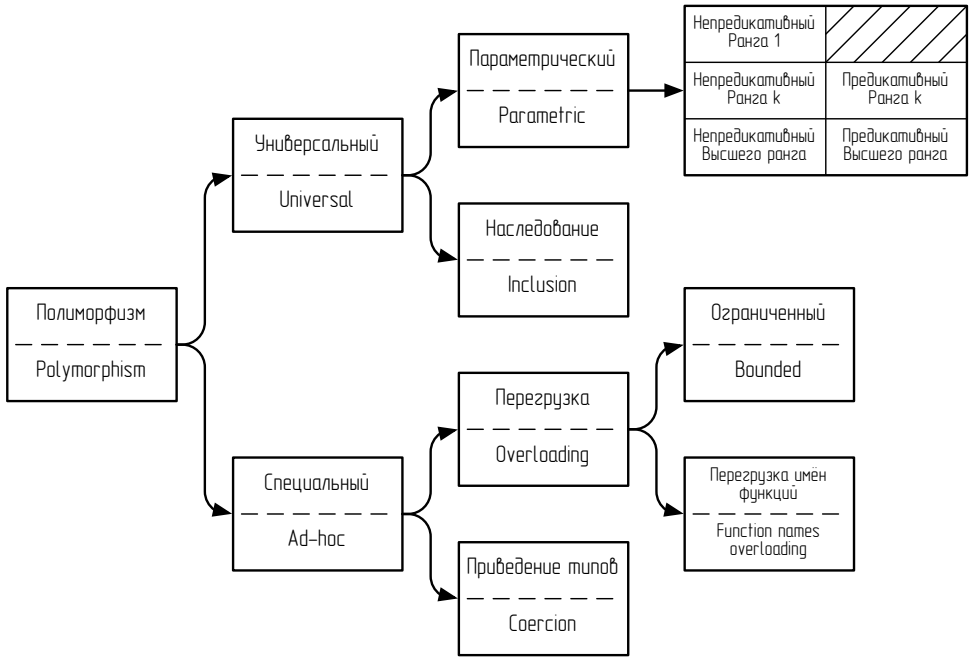 Полиморфизм
Polymorphism
Универсальный
Universal
Специальный
Ad-hoc
Параметрический
Parametric
Наследование
Inclusion
Перегрузка
Overloading
Приведение типов
Coercion
Непредикативный
Ранга 1
Непредикативный
Ранга k
Предикативный
Ранга k
Непредикативный
Высшего ранга
Предикативный
Высшего ранга
Ограниченный
Bounded
Перегрузка имён
функций
Function names
overloading